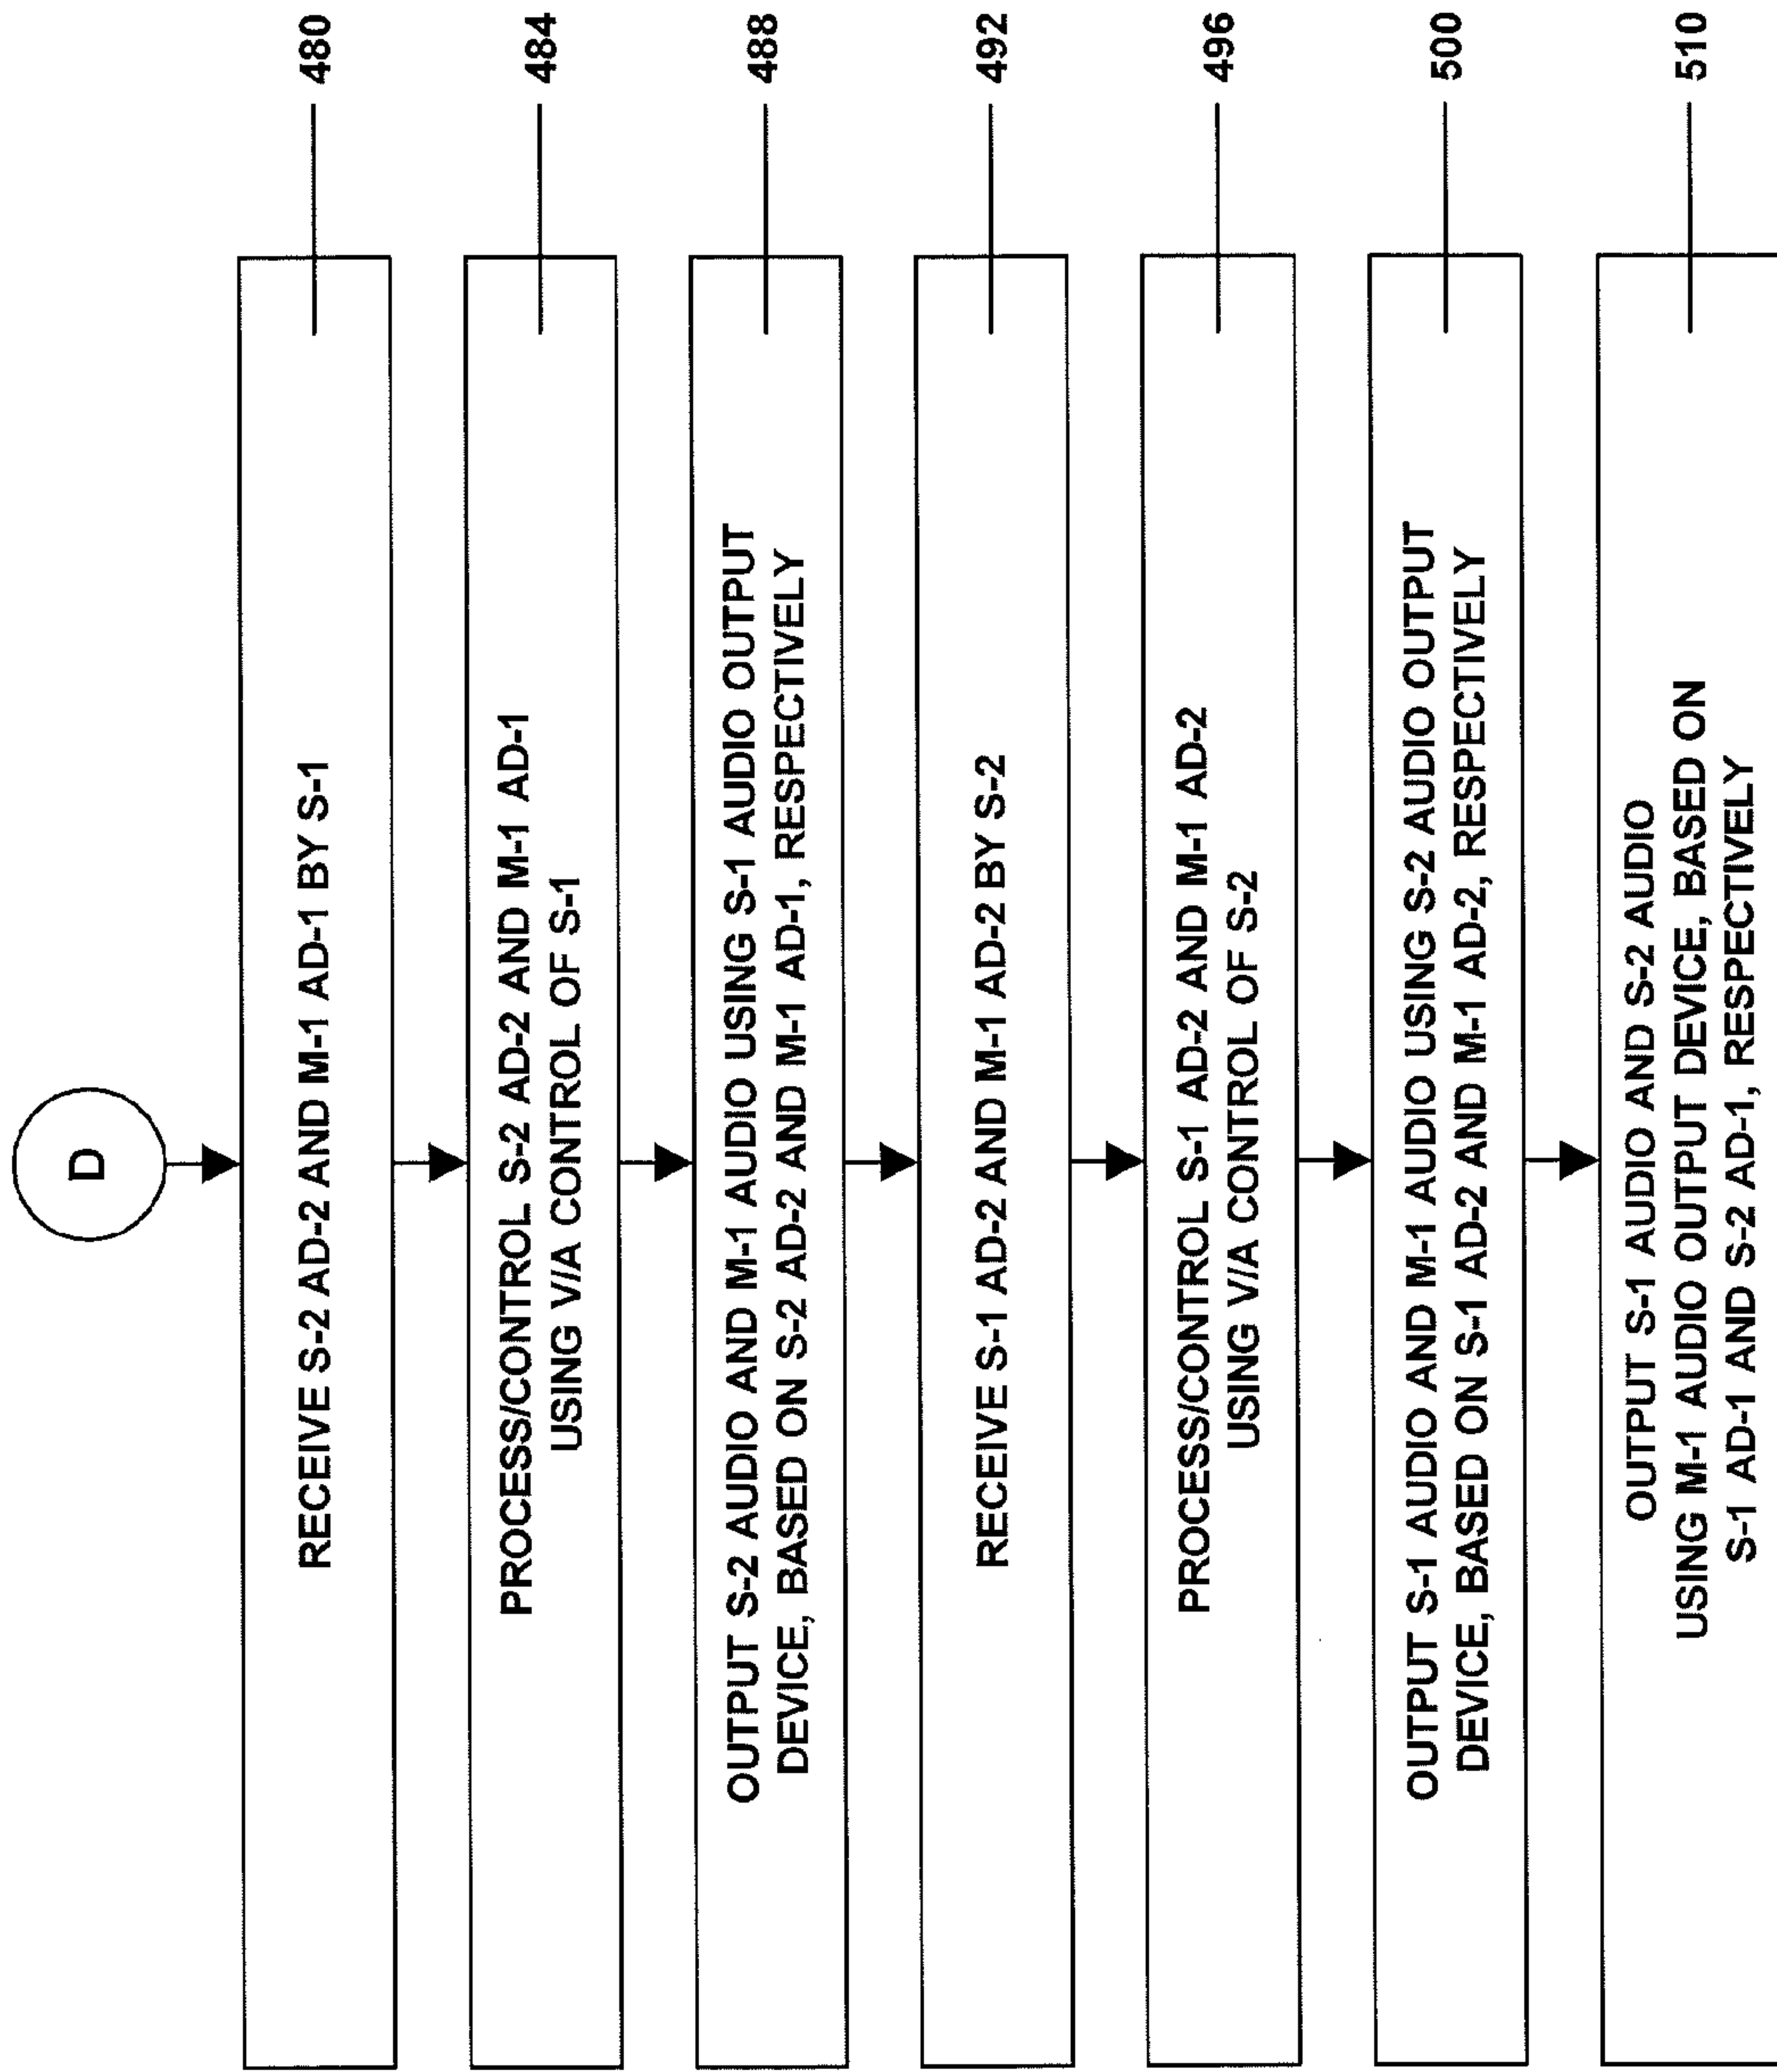 D
RECEIVE S-2 AD-2 AND M-1 AD-1 BY S-1
480
PROCESS/CONTROL S-2 AD-2 AND M-1 AD-1
USING V/A CONTROL OF S-1
484
OUTPUT S-2 AUDIO AND M-1 AUDIO USING S-1 AUDIO OUTPUT
DEVICE, BASED ON S-2 AD-2 AND M-1 AD-1, RESPECTIVELY
488
RECEIVE S-1 AD-2 AND M-1 AD-2 BY S-2
492
PROCESS/CONTROL S-1 AD-2 AND M-1 AD-2
USING V/A CONTROL OF S-2
496
OUTPUT S-1 AUDIO AND M-1 AUDIO USING S-2 AUDIO OUTPUT
DEVICE, BASED ON S-1 AD-2 AND M-1 AD-2, RESPECTIVELY
500
OUTPUT S-1 AUDIO AND S-2 AUDIO
USING M-1 AUDIO OUTPUT DEVICE, BASED ON
S-1 AD-1 AND S-2 AD-1, RESPECTIVELY
510